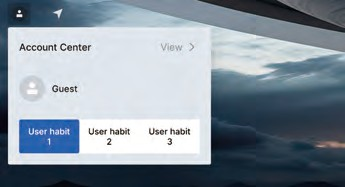 Account Center View
Guest
User habit User habit User habit
1 2 3